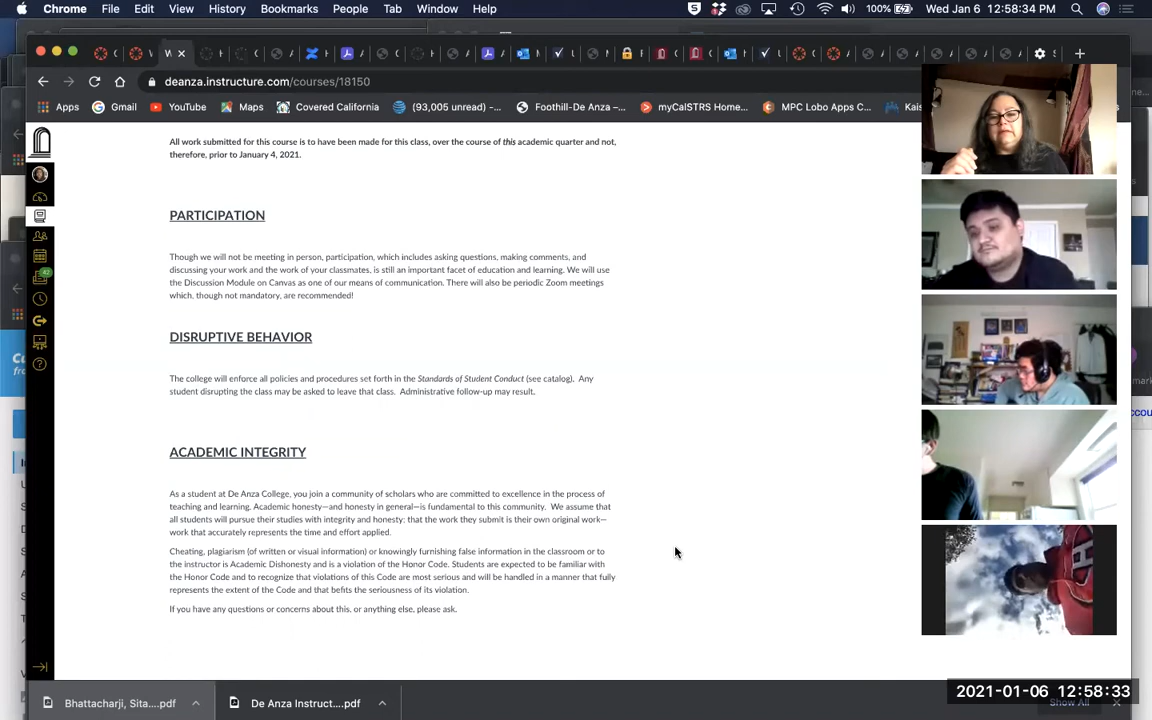 Chrome File Edit View History Bookmarks People Tab Window Help 100% Wed Jan 6 12:58:34 PM
deanza.instructure.com/courses/18150
Apps Gmail YouTube Maps Covered California (93,005 unread) -... Foothill-De Anza –... myCalSTRS Home... MPC Lobo Apps C... Kais
All work submitted for this course is to have been made for this class, over the course of this academic quarter and not,
therefore, prior to January 4, 2021.
PARTICIPATION
Though we will not be meeting in person, participation, which includes asking questions, making comments, and
discussing your work and the work of your classmates, is still an important facet of education and learning. We will use
the Discussion Module on Canvas as one of our means of communication. There will also be periodic Zoom meetings
which, though not mandatory, are recommended!
DISRUPTIVE BEHAVIOR
The college will enforce all policies and procedures set forth in the Standards of Student Conduct (see catalog). Any
student disrupting the class may be asked to leave that class. Administrative follow-up may result.
ACADEMIC INTEGRITY
As a student at De Anza College, you join a community of scholars who are committed to excellence in the process of
teaching and learning. Academic honesty—and honesty in general—is fundamental to this community. We assume that
all students will pursue their studies with integrity and honesty: that the work they submit is their own original work—
work that accurately represents the time and effort applied.
Cheating, plagiarism (of written or visual information) or knowingly furnishing false information in the classroom or to
the instructor is Academic Dishonesty and is a violation of the Honor Code. Students are expected to be familiar with
the Honor Code and to recognize that violations of this Code are most serious and will be handled in a manner that fully
represents the extent of the Code and that befits the seriousness of its violation.
If you have any questions or concerns about this, or anything else, please ask.
42
Bhattacharji, Sita....pdf De Anza Instruct....pdf Show All
2021-01-06 12:58:33